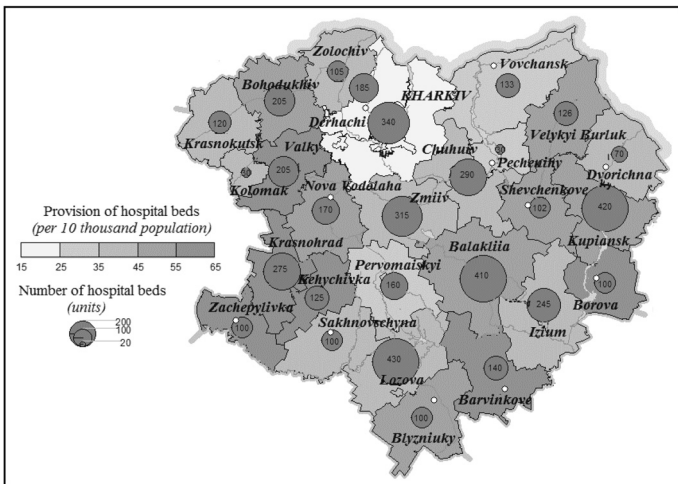 Zolochiv
105
185
Vovchansk
133
Bohodukhiv
205
KHARKIV
Derhachi
340
126
120
Krasnokutsk
Velykyi Burluk
Valky
Chuhuiv
Pechenihy
70
Dvorichna
205
290
50
Kolomak
Nova Vodolaha
Shevchenkove
Zmiiv
170
315
102
420
Provision of hospital beds
(per 10 thousand population)
15 25 35 45 55 65
Kupiansk
Krasnohrad
Balakliia
275
Pervomaiskyi
410
Number of hospital beds
(units)
Kehychivka
160
100
125
Borova
200
100
20
Zachepylivka
245
100
Sakhnovschyna
Izium
100
430
140
Lozova
Barvinkove
100
Blyzniuky